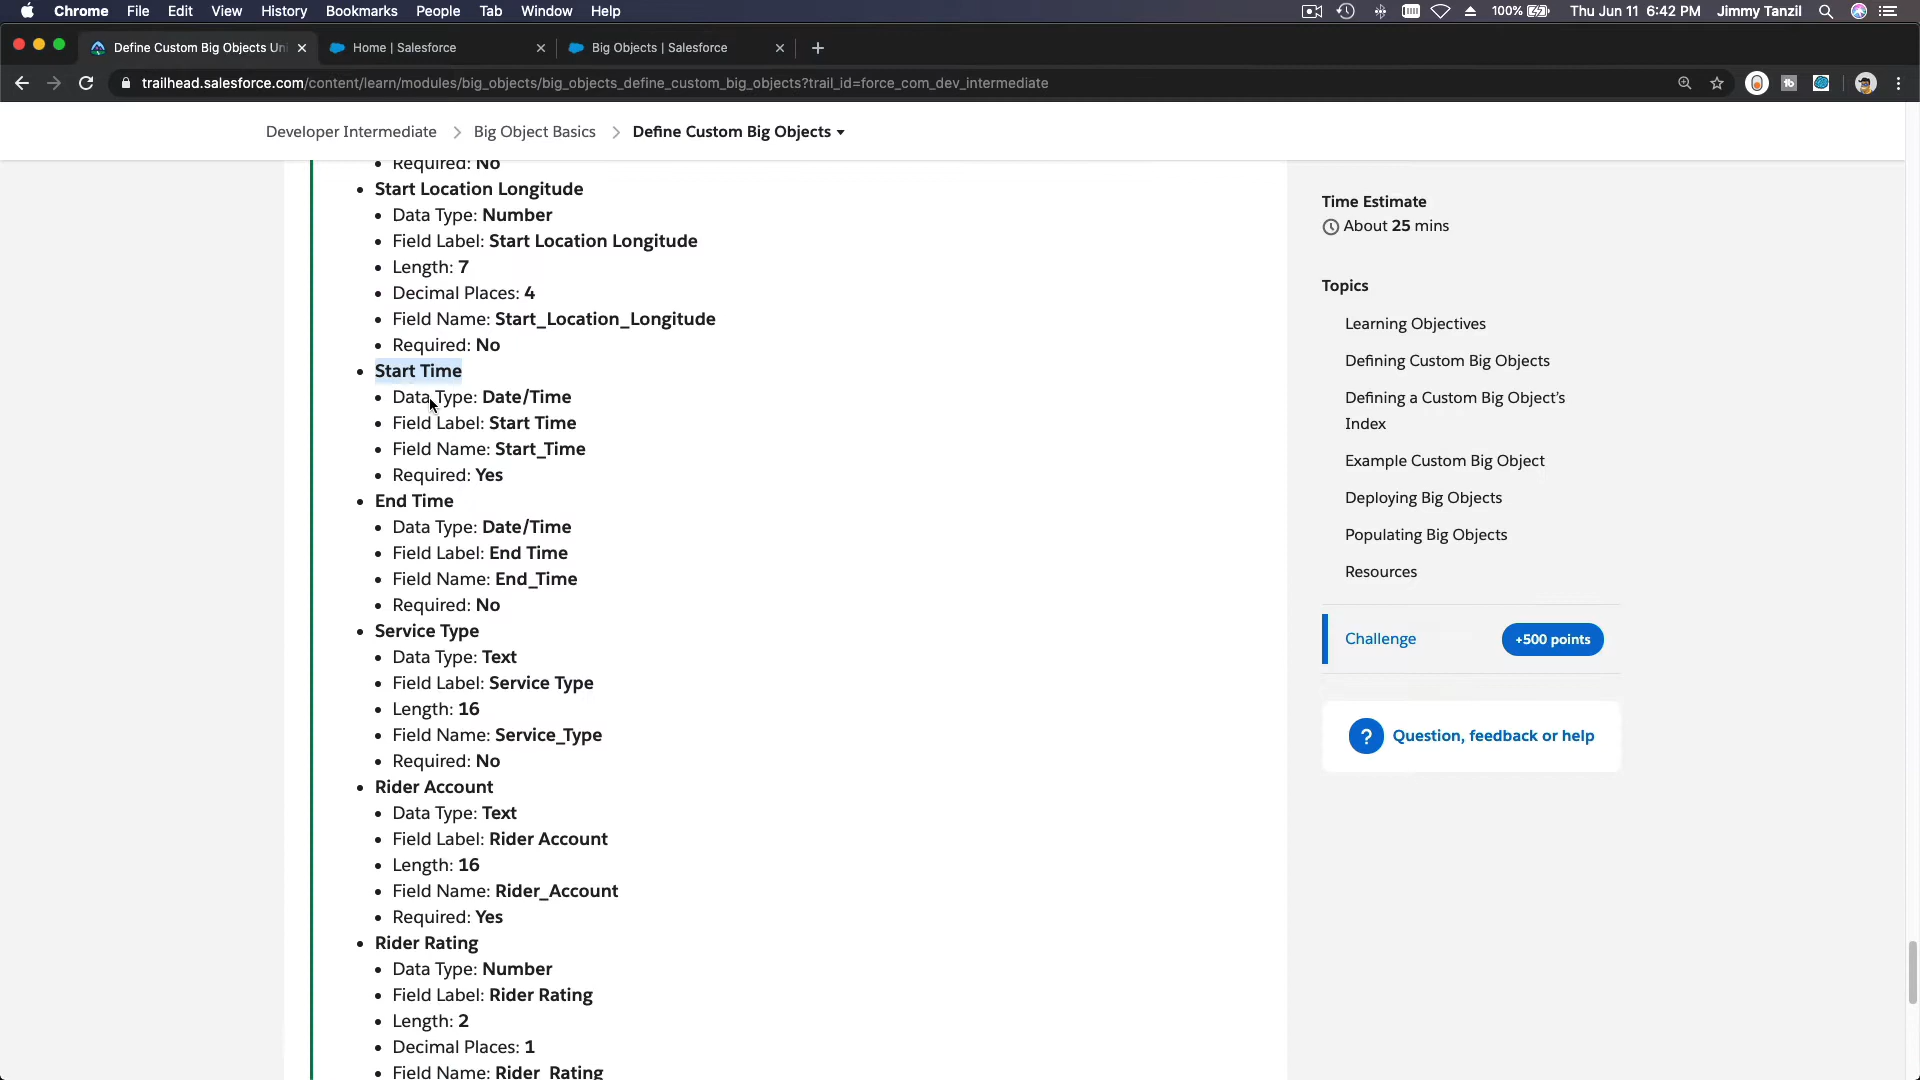 Chrome File Edit View History Bookmarks People Tab Window Help 100% Thu Jun 11 6:42 PM Jimmy Tanzil
Define Custom Big Objects Uni Home | Salesforce Big Objects | Salesforce
trailhead.salesforce.com/content/learn/modules/big_objects/big_objects_define_custom_big_objects?trail_id=force_com_dev_intermediate
Developer Intermediate > Big Object Basics > Define Custom Big Objects
Required: No
Start Location Longitude
Data Type: Number
Field Label: Start Location Longitude
Length: 7
Decimal Places: 4
Field Name: Start_Location_Longitude
Required: No
Start Time
Data Type: Date/Time
Field Label: Start Time
Field Name: Start_Time
Required: Yes
End Time
Data Type: Date/Time
Field Label: End Time
Field Name: End_Time
Required: No
Service Type
Data Type: Text
Field Label: Service Type
Length: 16
Field Name: Service_Type
Required: No
Rider Account
Data Type: Text
Field Label: Rider Account
Length: 16
Field Name: Rider_Account
Required: Yes
Rider Rating
Data Type: Number
Field Label: Rider Rating
Length: 2
Decimal Places: 1
Field Name: Rider_Rating
Time Estimate
About 25 mins
Topics
Learning Objectives
Defining Custom Big Objects
Defining a Custom Big Object's
Index
Example Custom Big Object
Deploying Big Objects
Populating Big Objects
Resources
Challenge +500 points
? Question, feedback or help